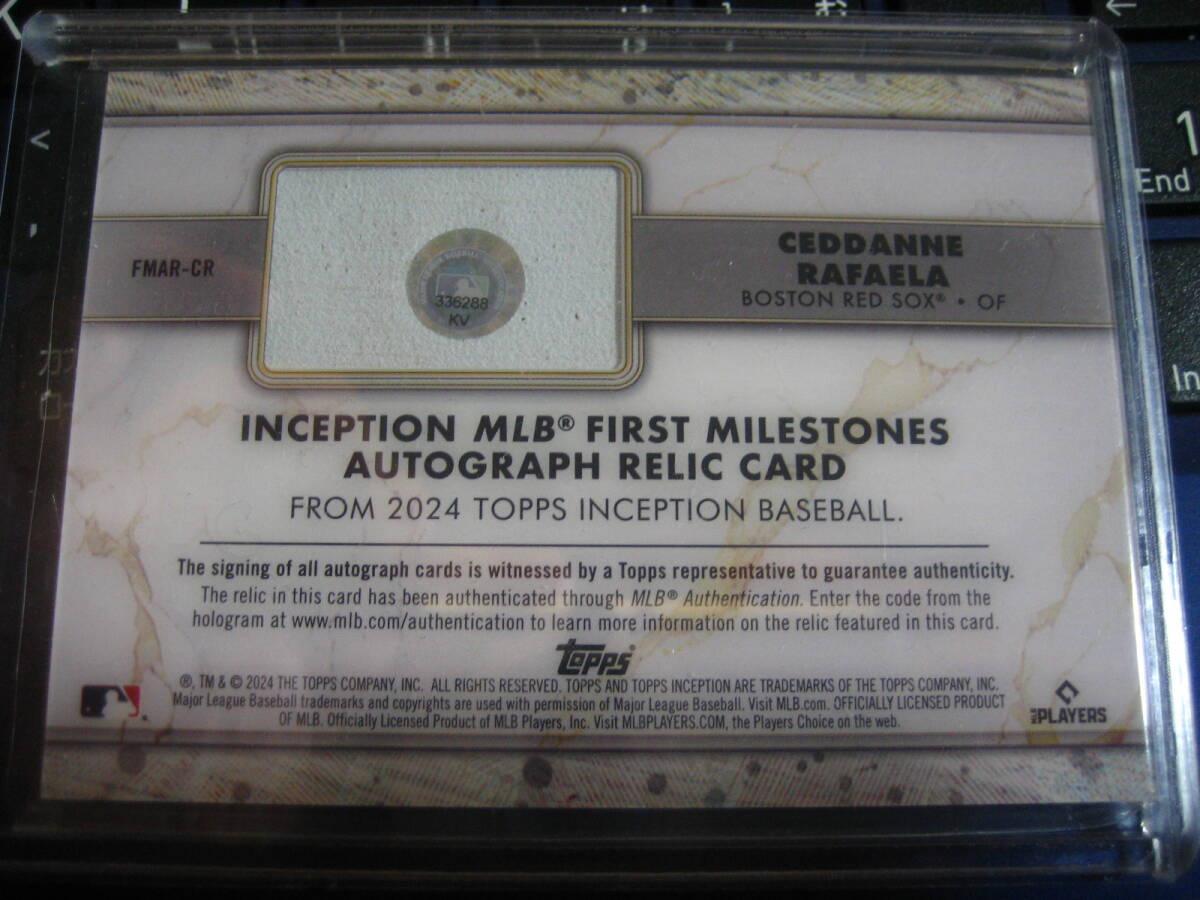 End
In
FMAR-CR
336288
KV
CEDDANNE
RAFAELA
BOSTON RED SOX® • OF
INCEPTION MLB® FIRST MILESTONES
AUTOGRAPH RELIC CARD
FROM 2024 TOPPS INCEPTION BASEBALL.
The signing of all autograph cards is witnessed by a Topps representative to guarantee authenticity.
The relic in this card has been authenticated through MLB® Authentication. Enter the code from the
hologram at www.mlb.com/authentication to learn more information on the relic featured in this card.
Topps
®, TM & © 2024 THE TOPPS COMPANY, INC. ALL RIGHTS RESERVED. TOPPS AND TOPPS INCEPTION ARE TRADEMARKS OF THE TOPPS COMPANY, INC.
Major League Baseball trademarks and copyrights are used with permission of Major League Baseball. Visit MLB.com. OFFICIALLY LICENSED PRODUCT
OF MLB. Officially Licensed Product of MLB Players, Inc. Visit MLBPLAYERS.COM, the Players Choice on the web.
MLBPLAYERS